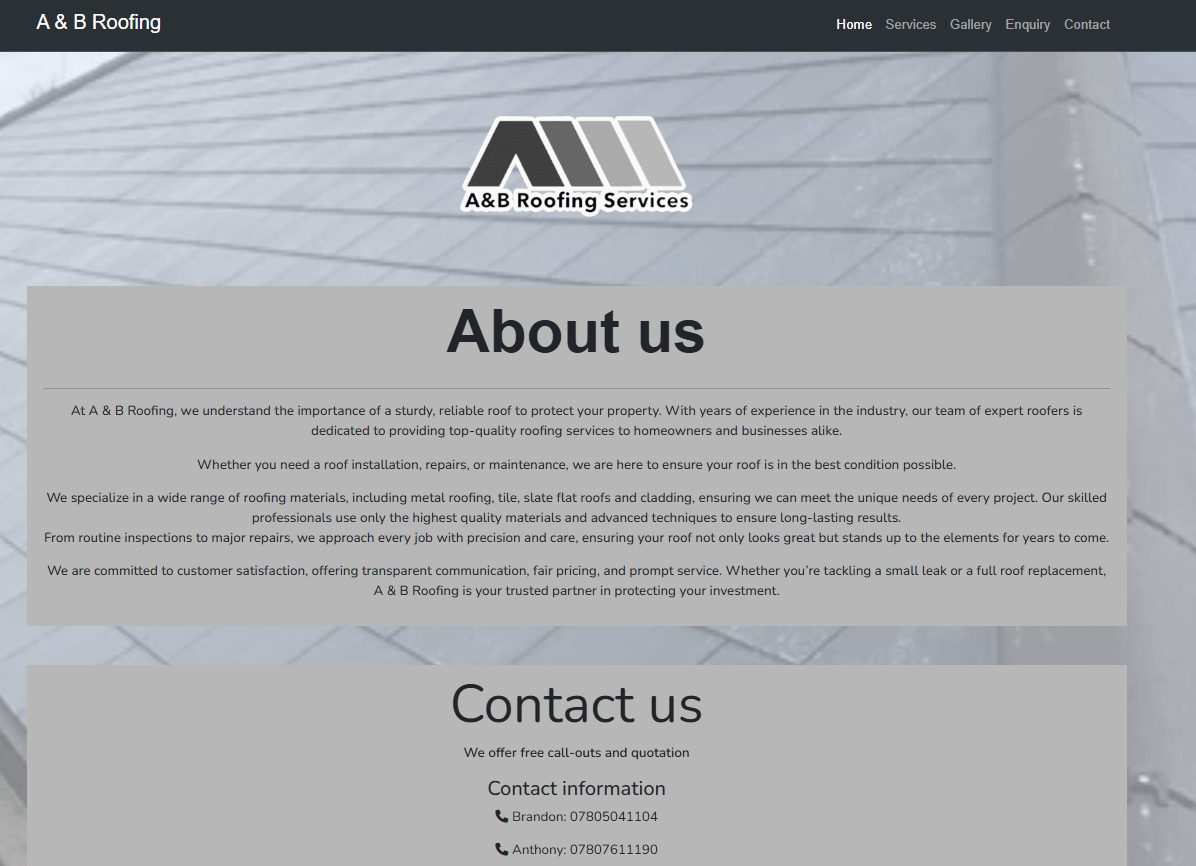 A & B Roofing
Home Services Gallery Enquiry Contact
A&B Roofing Services
About us
At A & B Roofing, we understand the importance of a sturdy, reliable roof to protect your property. With years of experience in the industry, our team of expert roofers is
dedicated to providing top-quality roofing services to homeowners and businesses alike.
Whether you need a roof installation, repairs, or maintenance, we are here to ensure your roof is in the best condition possible.
We specialize in a wide range of roofing materials, including metal roofing, tile, slate flat roofs and cladding, ensuring we can meet the unique needs of every project. Our skilled
professionals use only the highest quality materials and advanced techniques to ensure long-lasting results.
From routine inspections to major repairs, we approach every job with precision and care, ensuring your roof not only looks great but stands up to the elements for years to come.
We are committed to customer satisfaction, offering transparent communication, fair pricing, and prompt service. Whether you’re tackling a small leak or a full roof replacement,
A & B Roofing is your trusted partner in protecting your investment.
Contact us
We offer free call-outs and quotation
Contact information
Brandon: 07805041104
Anthony: 07807611190